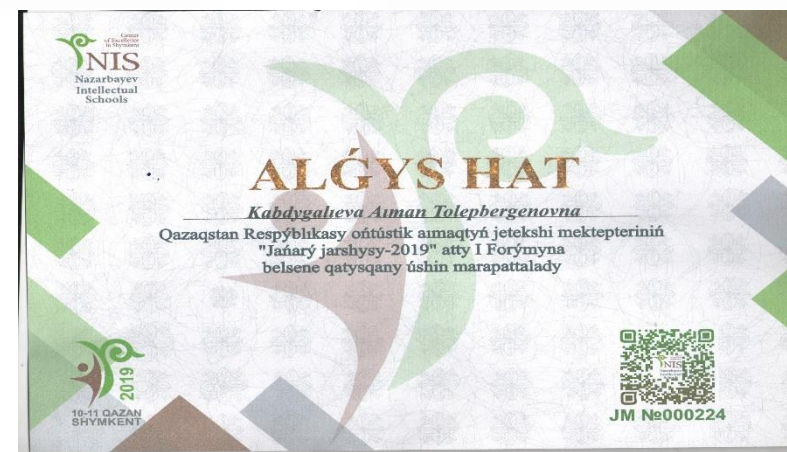 Center
of Excellence
in Shymkent
NIS
Nazarbayev
Intellectual
Schools
ALǴYS HAT
Kabdygalıeva Aıman Tolepbergenovna
Qazaqstan Respýblıkasy ońtústik aımaqtyń jetekshi mektepteriniń
"Jańarý jarshysy-2019" atty I Forýmyna
belsene qatysqany úshin marapattalady
2019
10-11 QAZAN
SHYMKENT
NIS
JM №000224